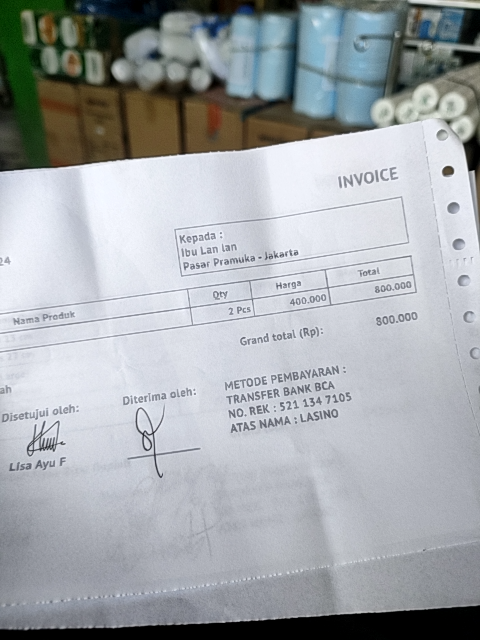 INVOICE
24
Kepada :
Ibu Lan lan
Pasar Pramuka - Jakarta
Nama Produk Qty Harga Total
2 Pcs 400.000 800.000
Grand total (Rp): 800.000
ah
Disetujui oleh: Diterima oleh:
Lisa Ayu F
METODE PEMBAYARAN :
TRANSFER BANK BCA
NO. REK : 521 134 7105
ATAS NAMA : LASINO